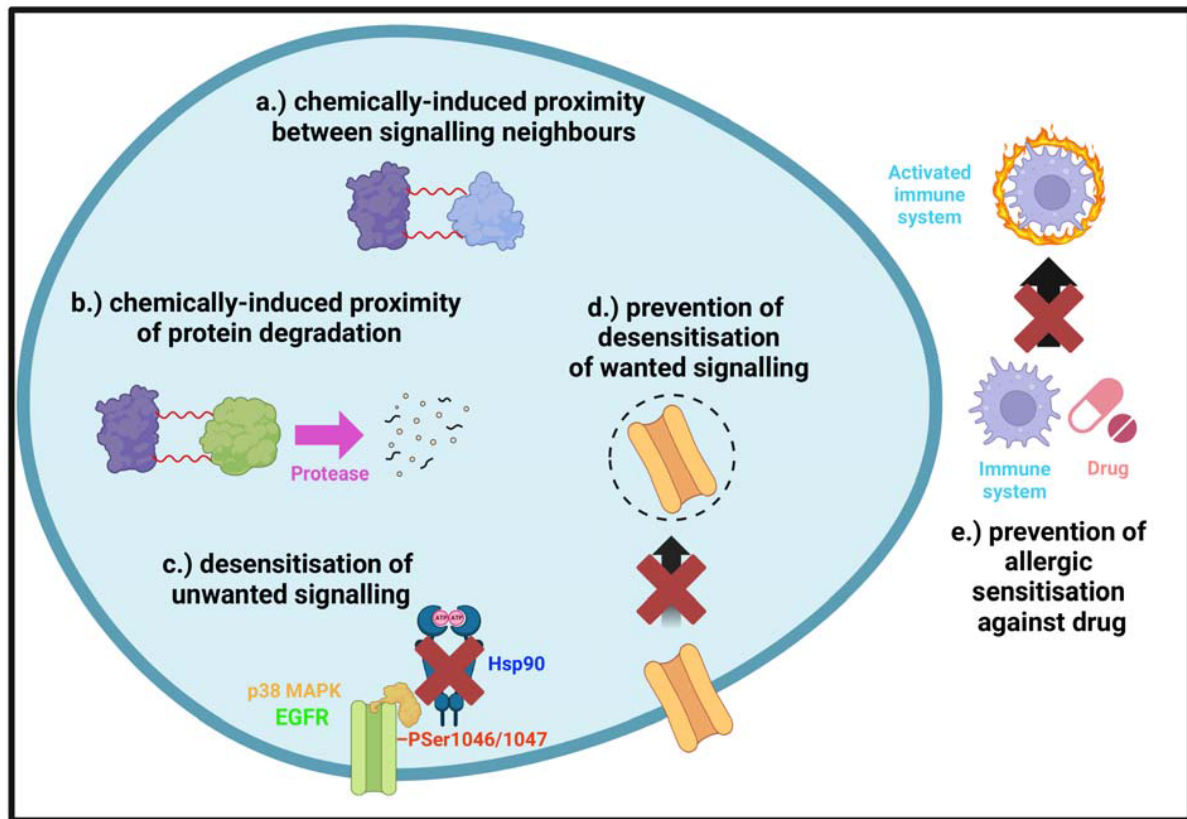 a.) chemically-induced proximity
between signalling neighbours
b.) chemically-induced proximity
of protein degradation
Protease
c.) desensitisation of
unwanted signalling
ATP ATP
Hsp90
p38 MAPK
EGFR
–PSer1046/1047
d.) prevention of
desensitisation
of wanted signalling
Activated
immune
system
Immune
system
Drug
e.) prevention of
allergic
sensitisation
against drug